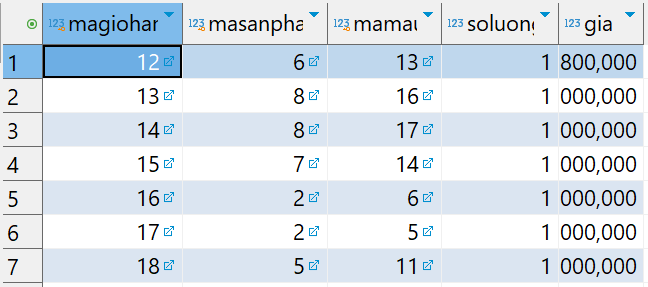 123 magiohar 123 masanpha 123 mamau 123 soluong 123 gia
1 12 6 13 1 800,000
2 13 8 16 1 000,000
3 14 8 17 1 000,000
4 15 7 14 1 000,000
5 16 2 6 1 000,000
6 17 2 5 1 000,000
7 18 5 11 1 000,000